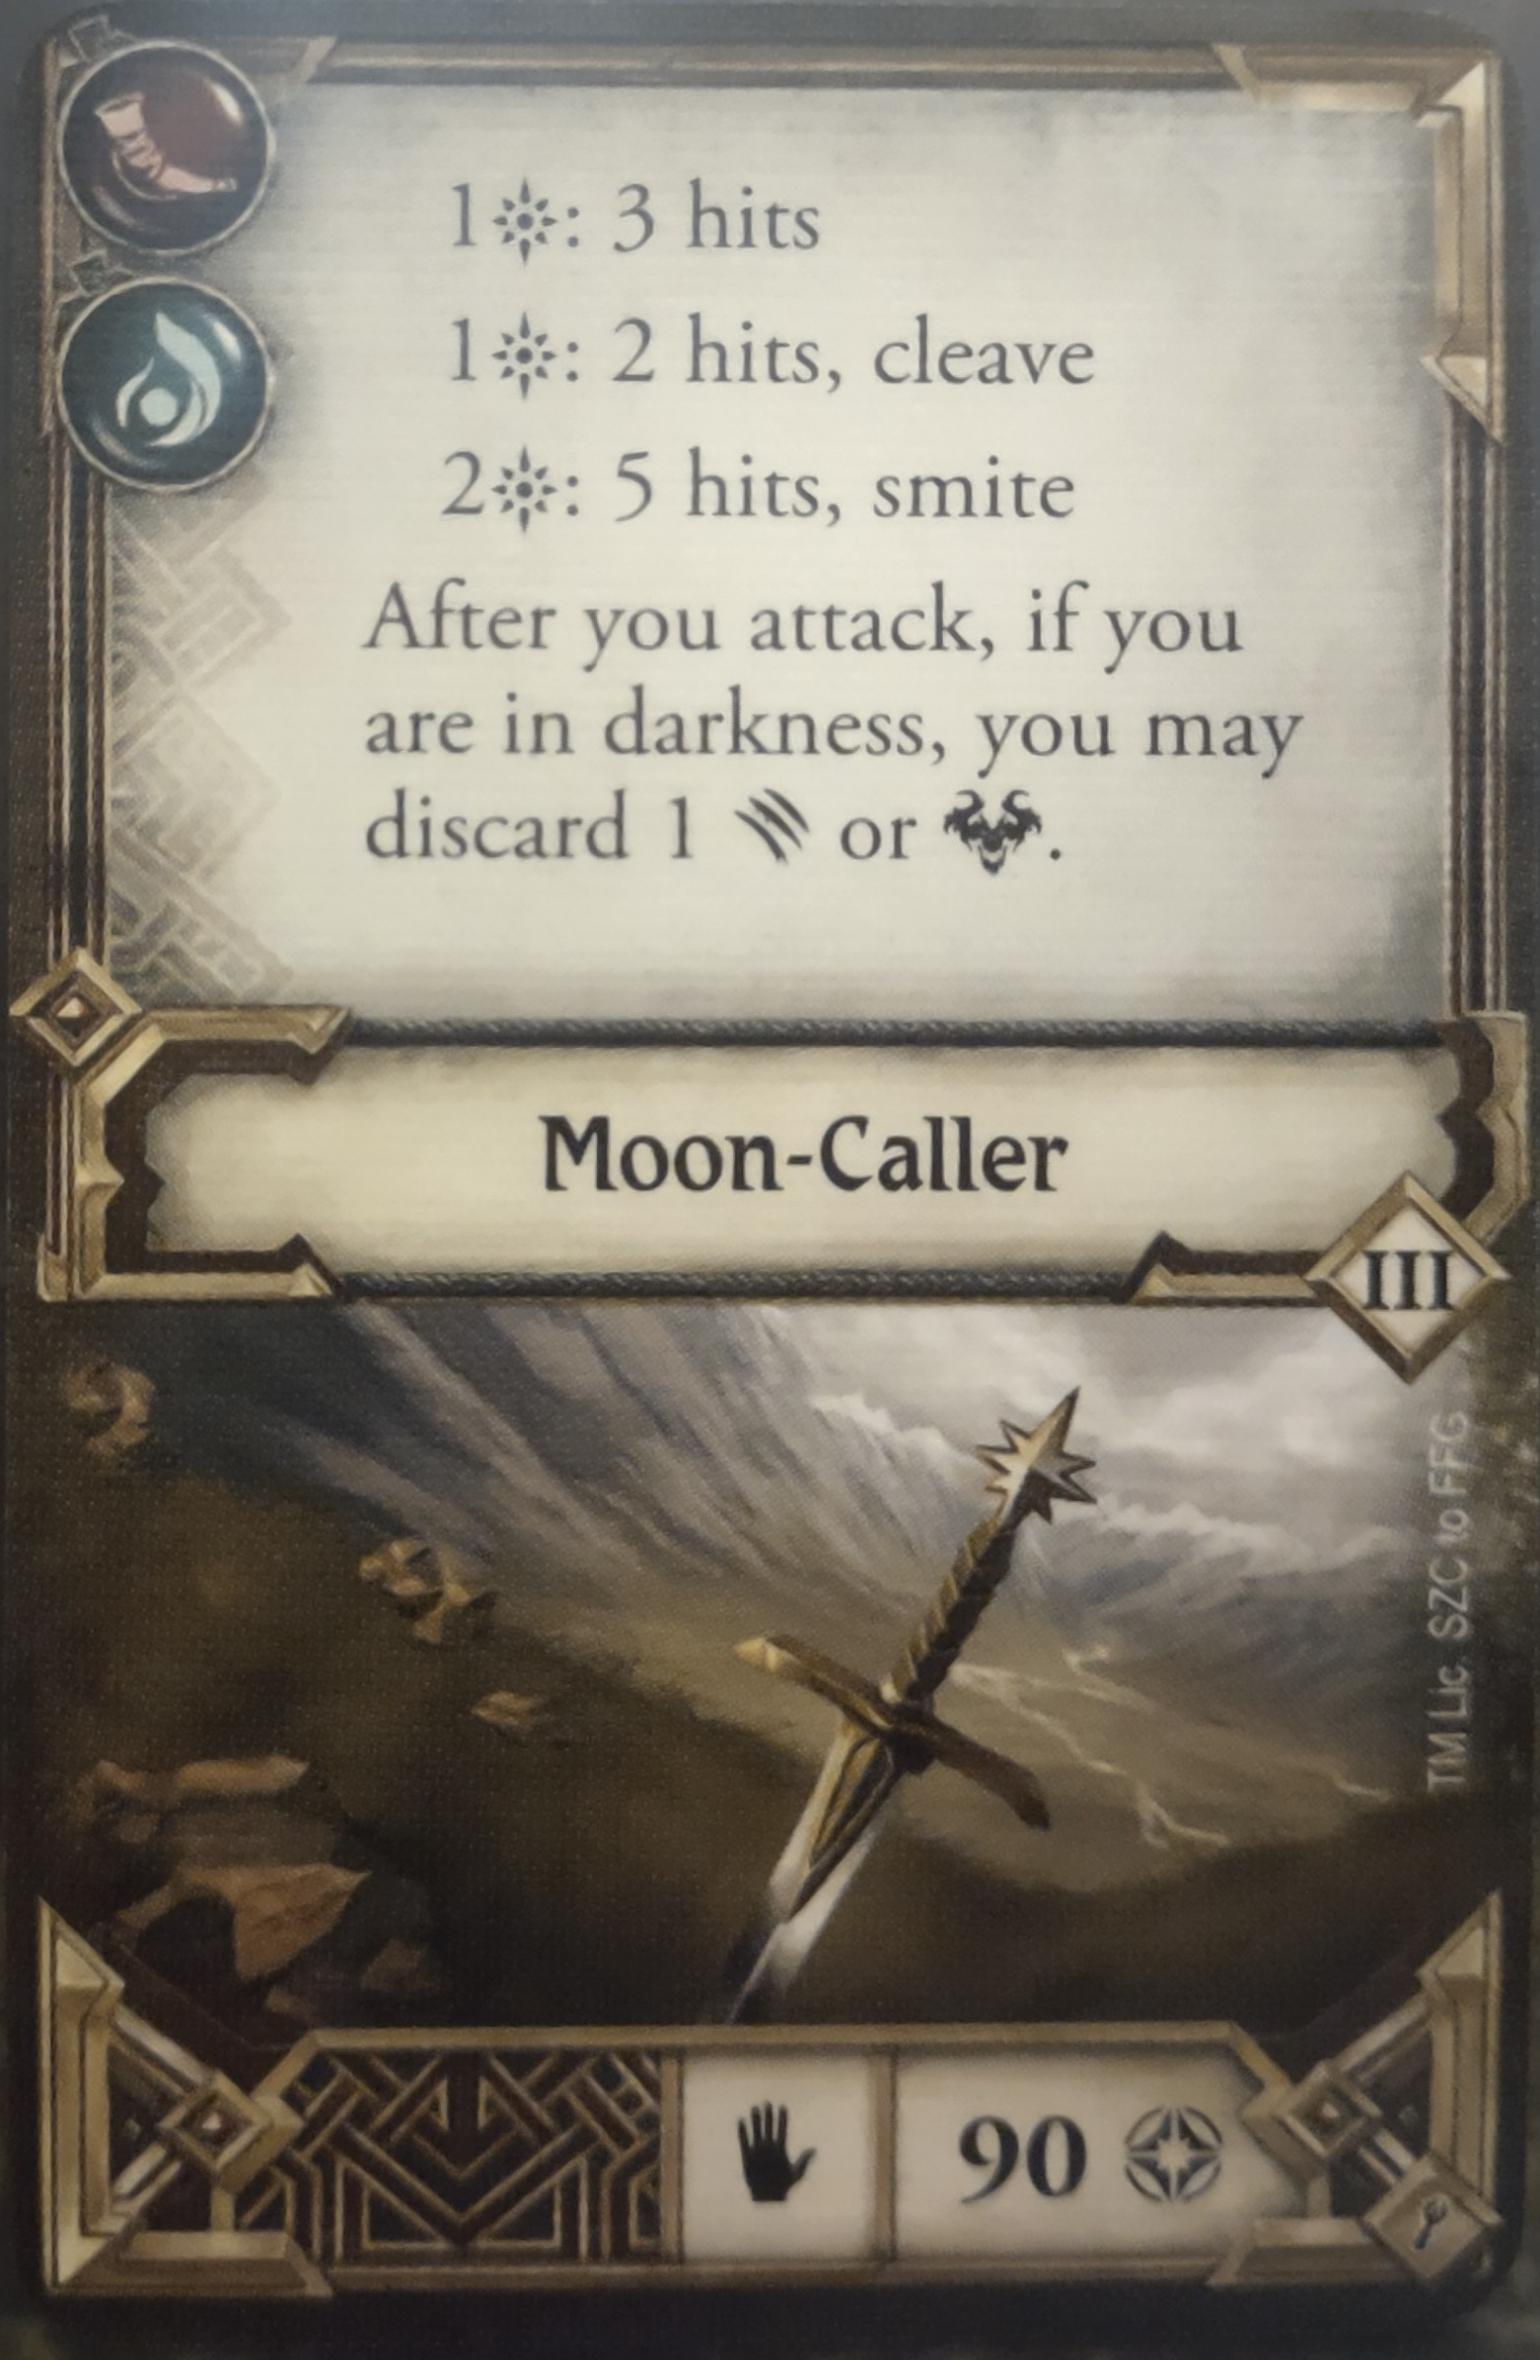 1: 3 hits
1: 2 hits, cleave
2: 5 hits, smite
After you attack, if you
are in darkness, you may
discard 1 or .
Moon-Caller
III
TM Lic. SZC to FFG
90